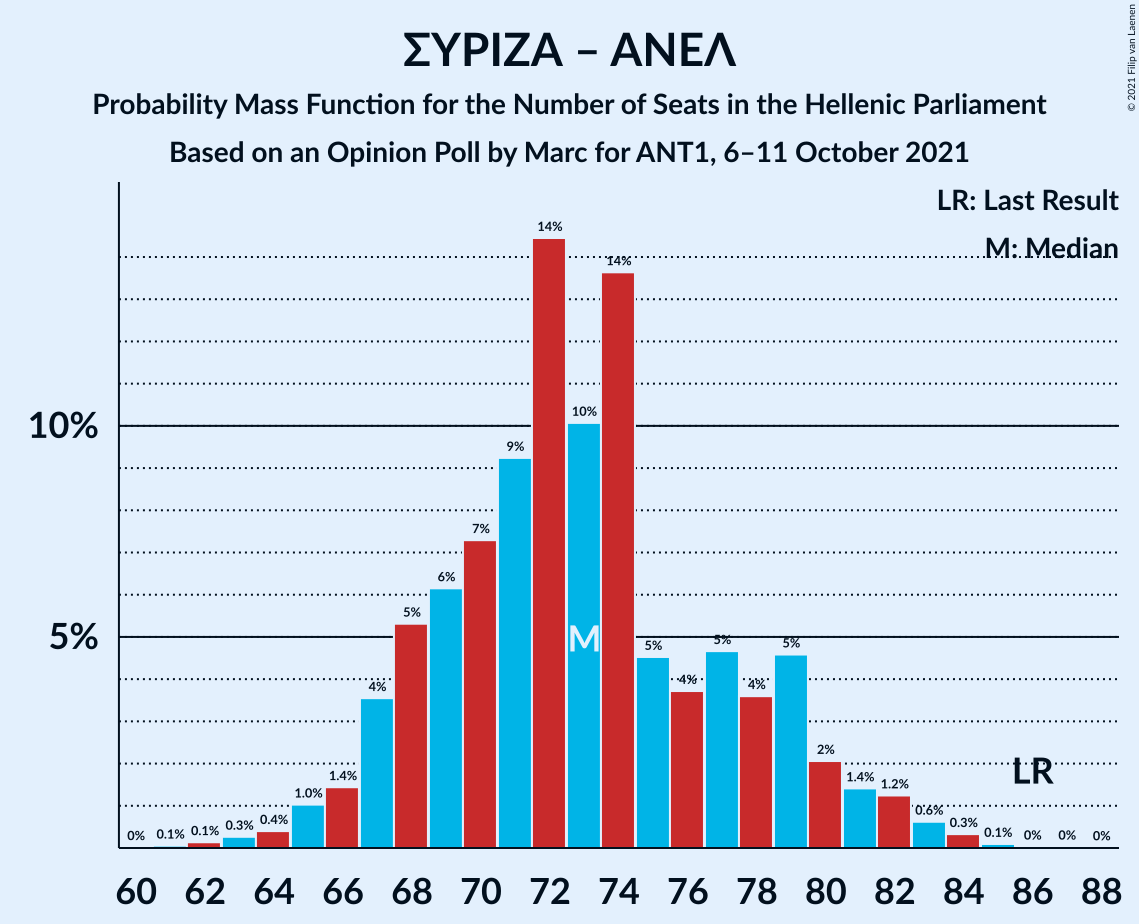 ΣΥΡΙΖΑ – ΑΝΕΛ
Probability Mass Function for the Number of Seats in the Hellenic Parliament
Based on an Opinion Poll by Marc for ANT1, 6–11 October 2021
© 2021 Filip van Laenen
LR: Last Result
M: Median
10%
5%
0% 0.1% 0.1% 0.3% 0.4% 1.0% 1.4% 4% 5% 6% 7% 9% 14% 10% 14% 5% 4% 5% 4% 5% 2% 1.4% 1.2% 0.6% 0.3% 0.1% 0% 0% 0%
M
LR
60 62 64 66 68 70 72 74 76 78 80 82 84 86 88